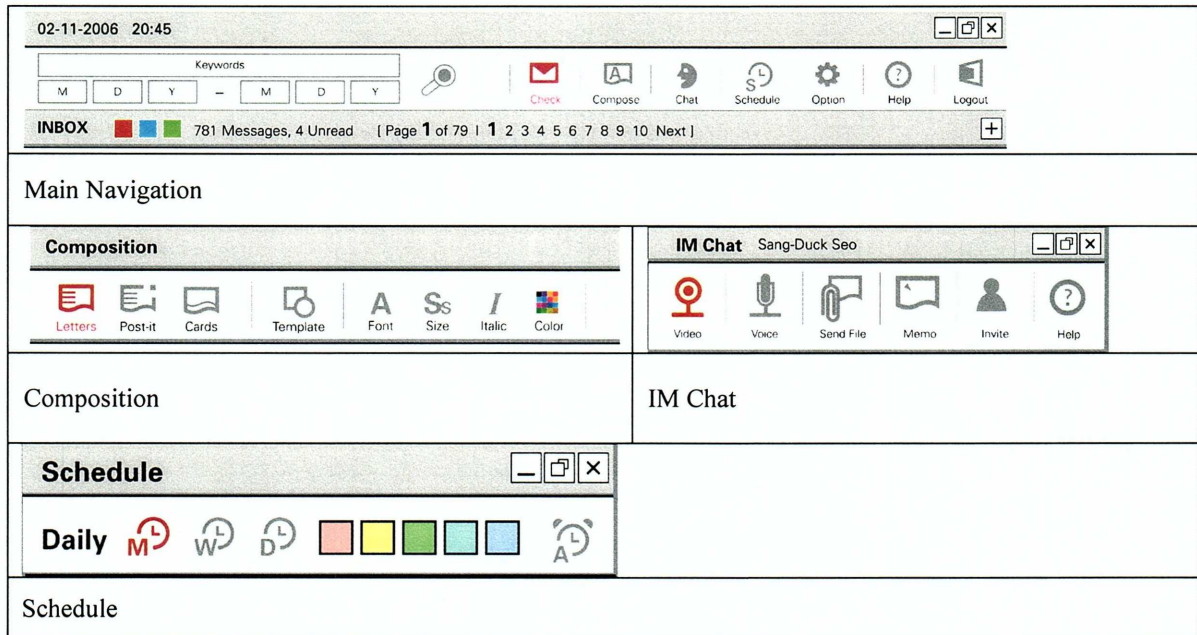 02-11-2006 20:45
Keywords
M D Y – M D Y
Check Compose Chat Schedule Option Help Logout
INBOX 781 Messages, 4 Unread [ Page 1 of 79 | 1 2 3 4 5 6 7 8 9 10 Next ]
Main Navigation
Composition
A Ss I
Letters Post-it Cards Template Font Size Italic Color
Composition
IM Chat Sang-Duck Seo
Video Voice Send File Memo Invite Help
IM Chat
Schedule
Daily M W D A
Schedule